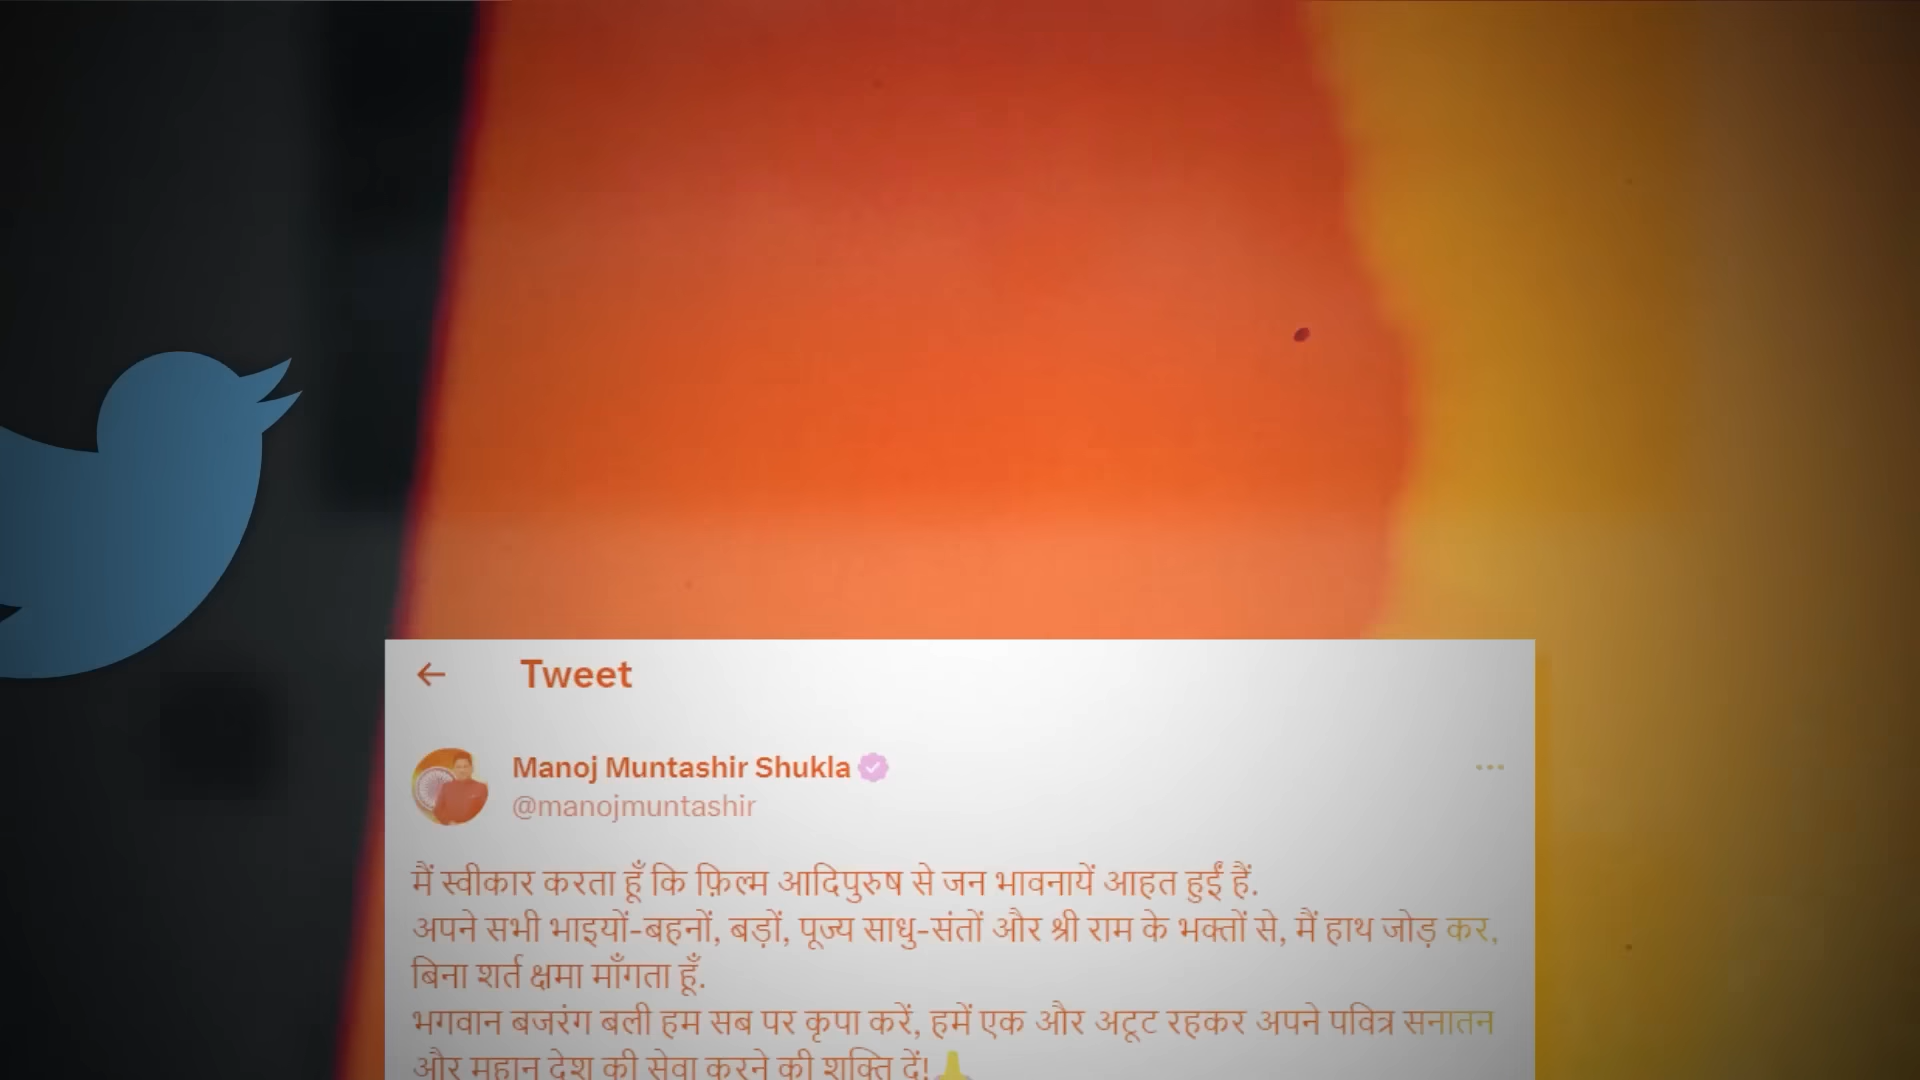 Tweet
Manoj Muntashir Shukla
@manojmuntashir
मैं स्वीकार करता हूँ कि फ़िल्म आदिपुरुष से जन भावनायें आहत हुईं हैं.
अपने सभी भाइयों-बहनों, बड़ों, पूज्य साधु-संतों और श्री राम के भक्तों से, मैं हाथ जोड़ कर,
बिना शर्त क्षमा माँगता हूँ.
भगवान बजरंग बली हम सब पर कृपा करें, हमें एक और अटूट रहकर अपने पवित्र सनातन
और महान देश की सेवा करने की शक्ति दें!